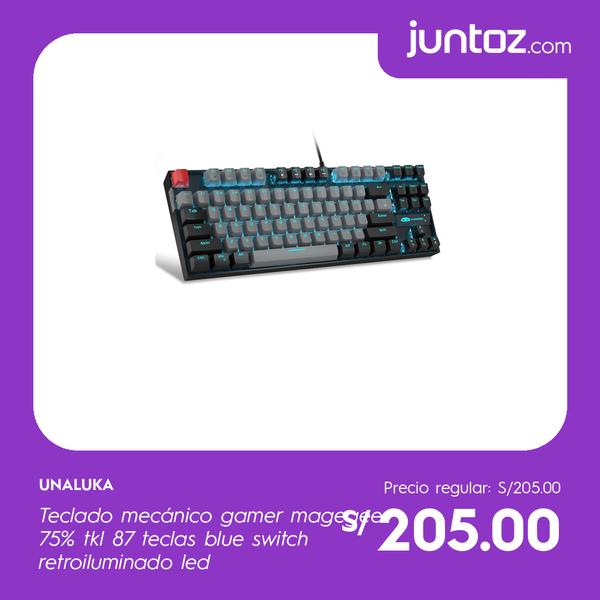 juntoz.com
UNALUKA
Precio regular: S/205.00
Teclado mecánico gamer magegee
75% tkl 87 teclas blue switch
retroiluminado led
S/205.00